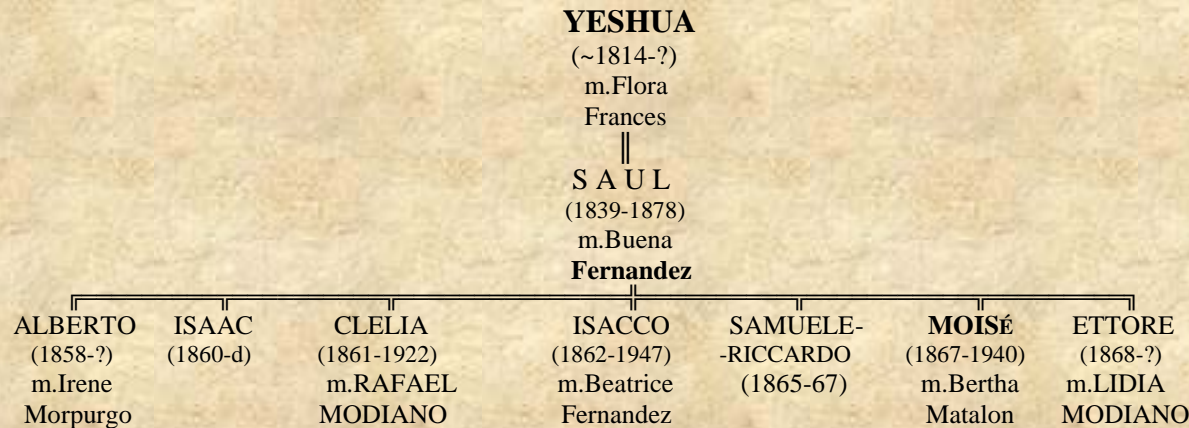 YESHUA
(~1814-?)
m.Flora
Frances
S A U L
(1839-1878)
m.Buena
Fernandez
ALBERTO ISAAC CLELIA ISACCO SAMUELE- MOISÉ ETTORE
(1858-?) (1860-d) (1861-1922) (1862-1947) -RICCARDO (1867-1940) (1868-?)
m.Irene m.RAFAEL m.Beatrice (1865-67) m.Bertha m.LIDIA
Morpurgo MODIANO Fernandez Matalon MODIANO